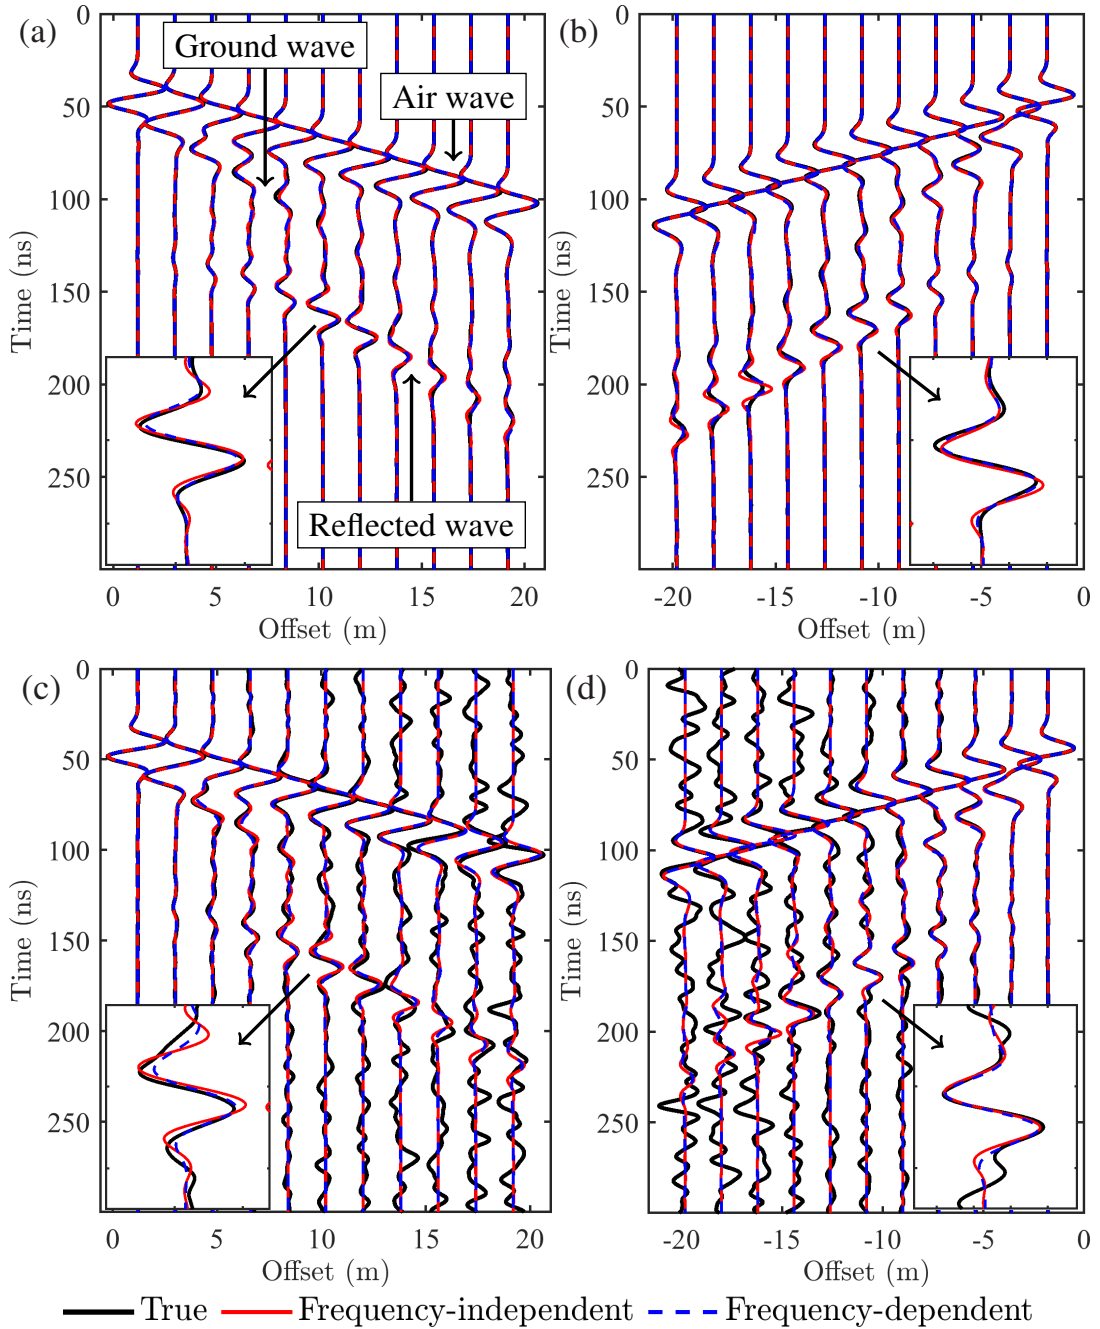 (a)
Ground wave
Air wave
Reflected wave
0
50
100
150
200
250
Time (ns)
0 5 10 15 20
Offset (m)
(b)
0
50
100
150
200
250
Time (ns)
-20 -15 -10 -5 0
Offset (m)
(c)
0
50
100
150
200
250
Time (ns)
0 5 10 15 20
Offset (m)
(d)
0
50
100
150
200
250
Time (ns)
-20 -15 -10 -5 0
Offset (m)
True Frequency-independent Frequency-dependent